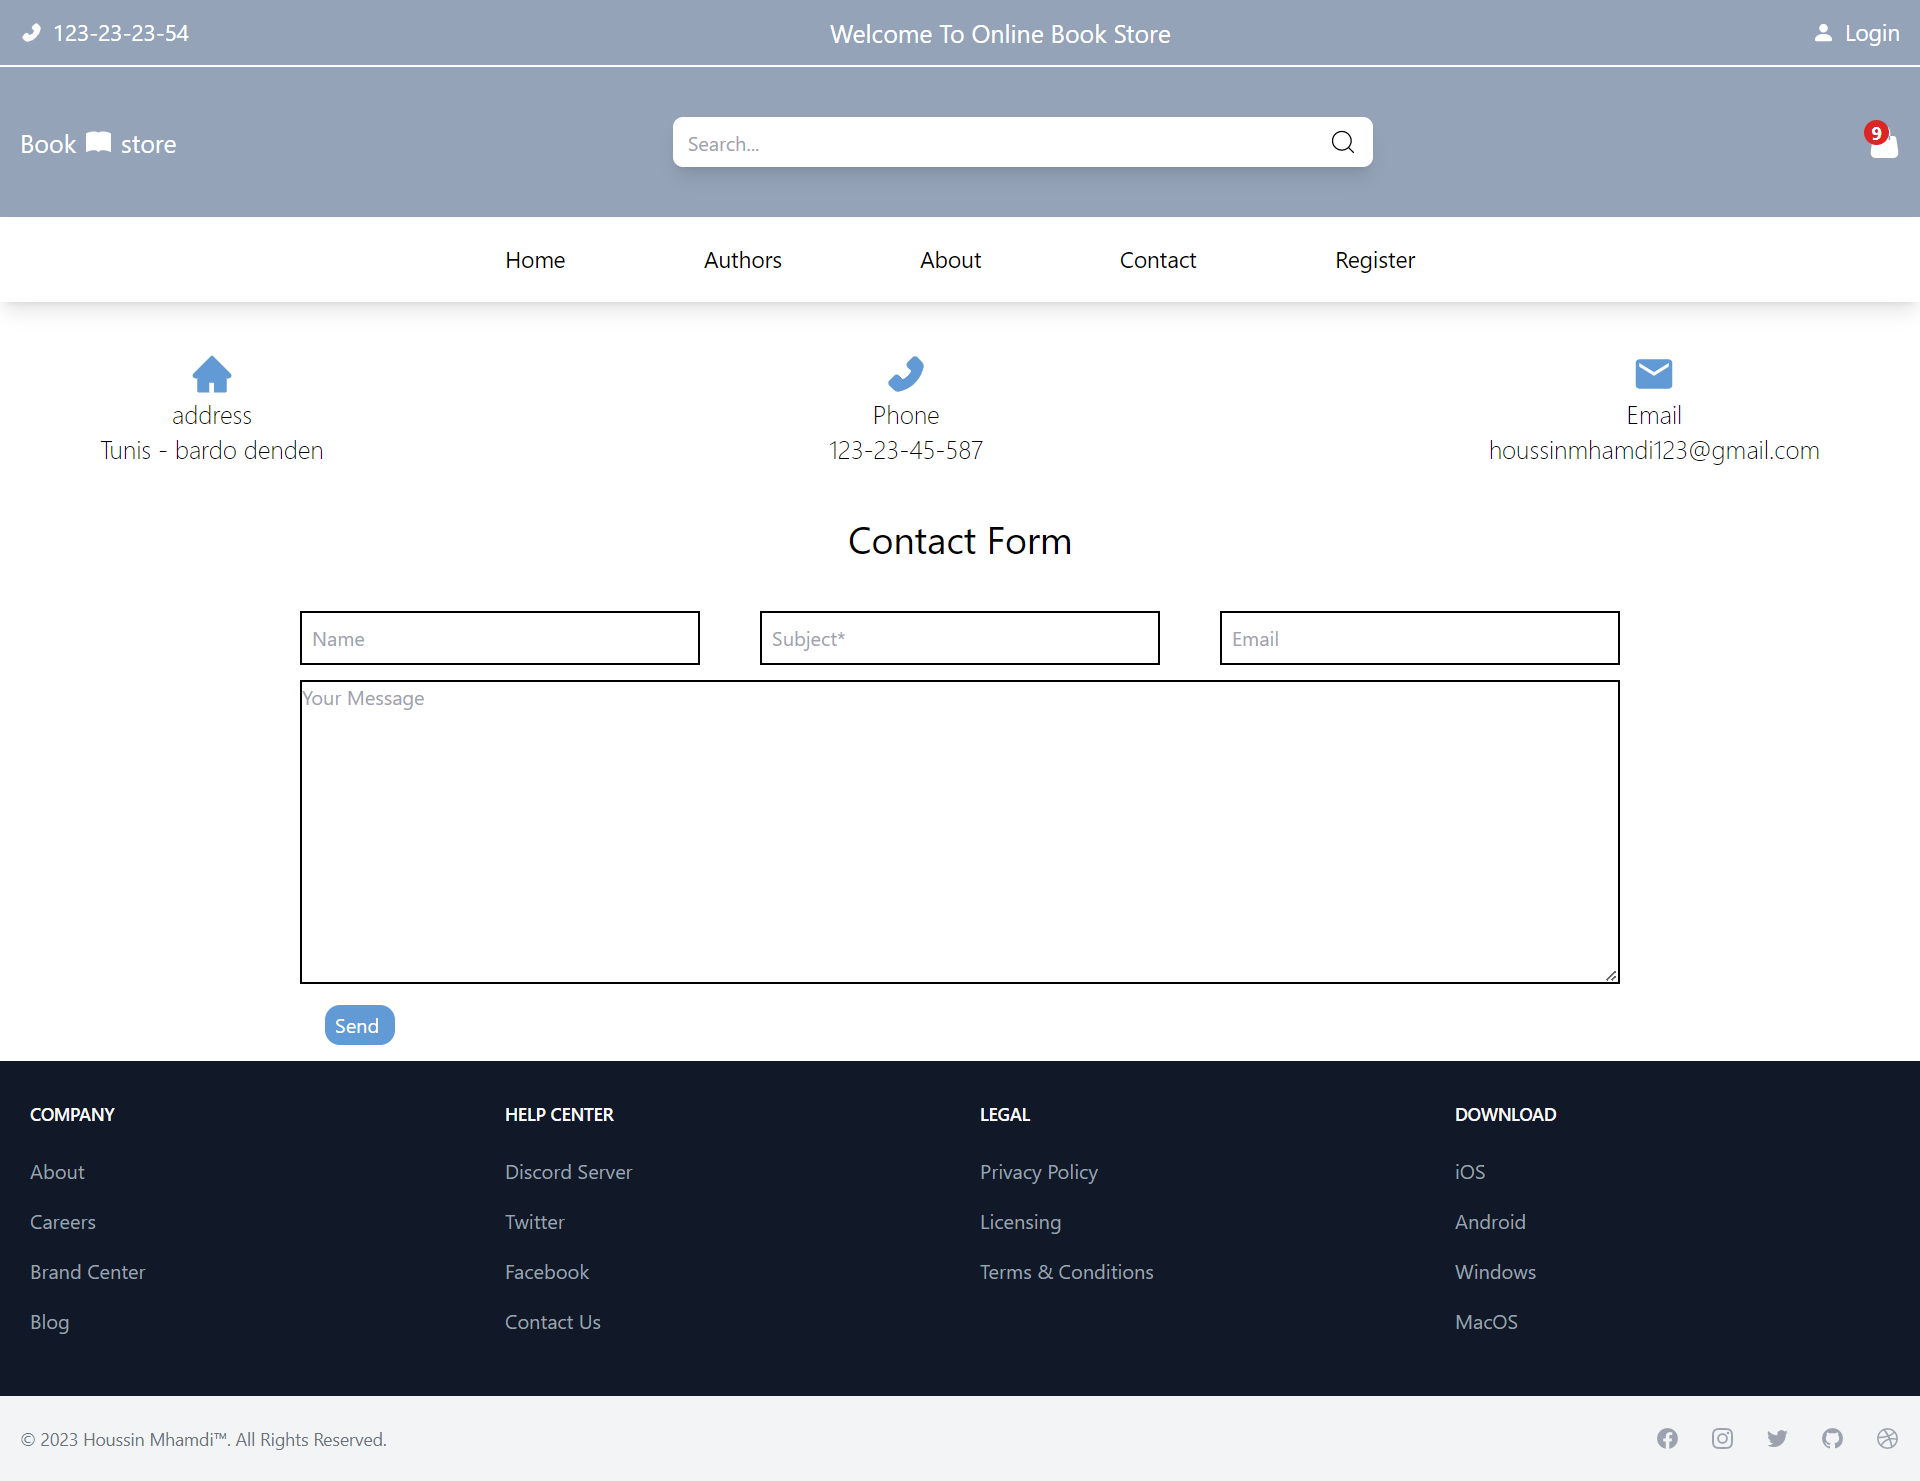 123-23-23-54
Welcome To Online Book Store
Login
Book store
Search...
9
Home
Authors
About
Contact
Register
address
Tunis - bardo denden
Phone
123-23-45-587
Email
houssinmhamdi123@gmail.com
Contact Form
Name
Subject*
Email
Your Message
Send
COMPANY
About
Careers
Brand Center
Blog
HELP CENTER
Discord Server
Twitter
Facebook
Contact Us
LEGAL
Privacy Policy
Licensing
Terms & Conditions
DOWNLOAD
iOS
Android
Windows
MacOS
© 2023 Houssin Mhamdi™. All Rights Reserved.